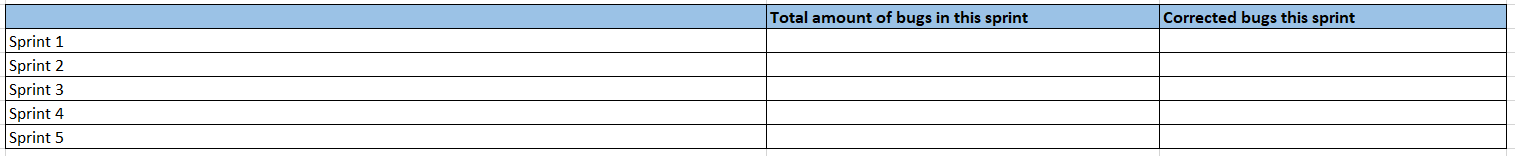 Total amount of bugs in this sprint Corrected bugs this sprint
Sprint 1
Sprint 2
Sprint 3
Sprint 4
Sprint 5